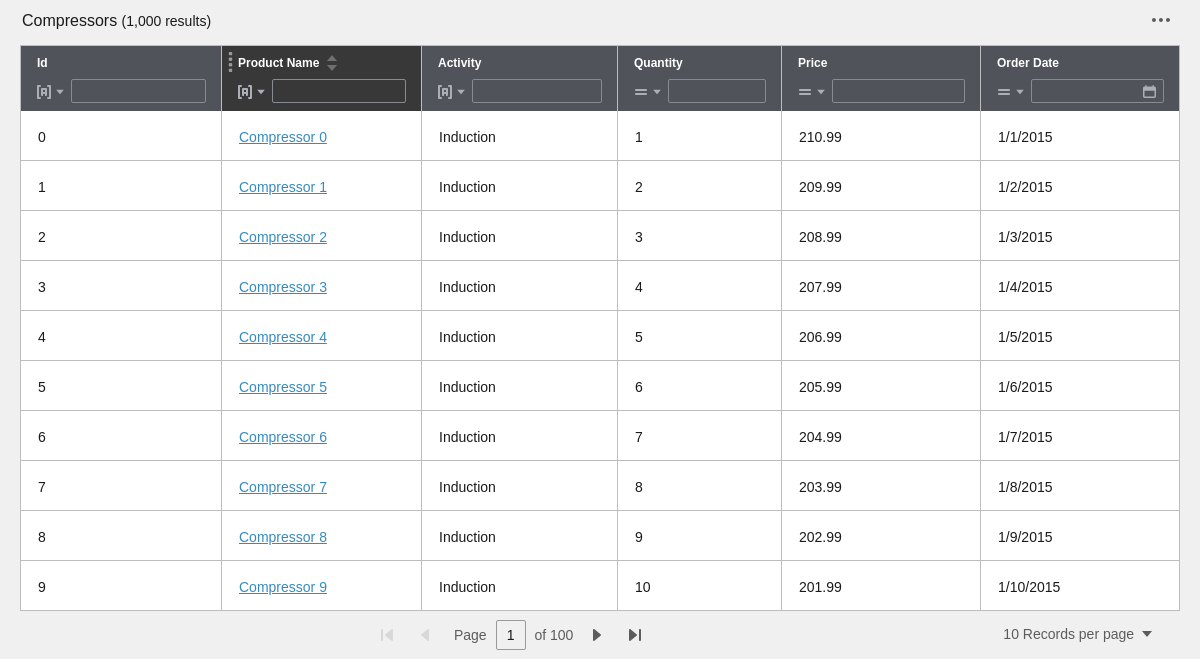 Compressors (1,000 results)
Id Product Name Activity Quantity Price Order Date
0 Compressor 0 Induction 1 210.99 1/1/2015
1 Compressor 1 Induction 2 209.99 1/2/2015
2 Compressor 2 Induction 3 208.99 1/3/2015
3 Compressor 3 Induction 4 207.99 1/4/2015
4 Compressor 4 Induction 5 206.99 1/5/2015
5 Compressor 5 Induction 6 205.99 1/6/2015
6 Compressor 6 Induction 7 204.99 1/7/2015
7 Compressor 7 Induction 8 203.99 1/8/2015
8 Compressor 8 Induction 9 202.99 1/9/2015
9 Compressor 9 Induction 10 201.99 1/10/2015
Page 1 of 100 10 Records per page